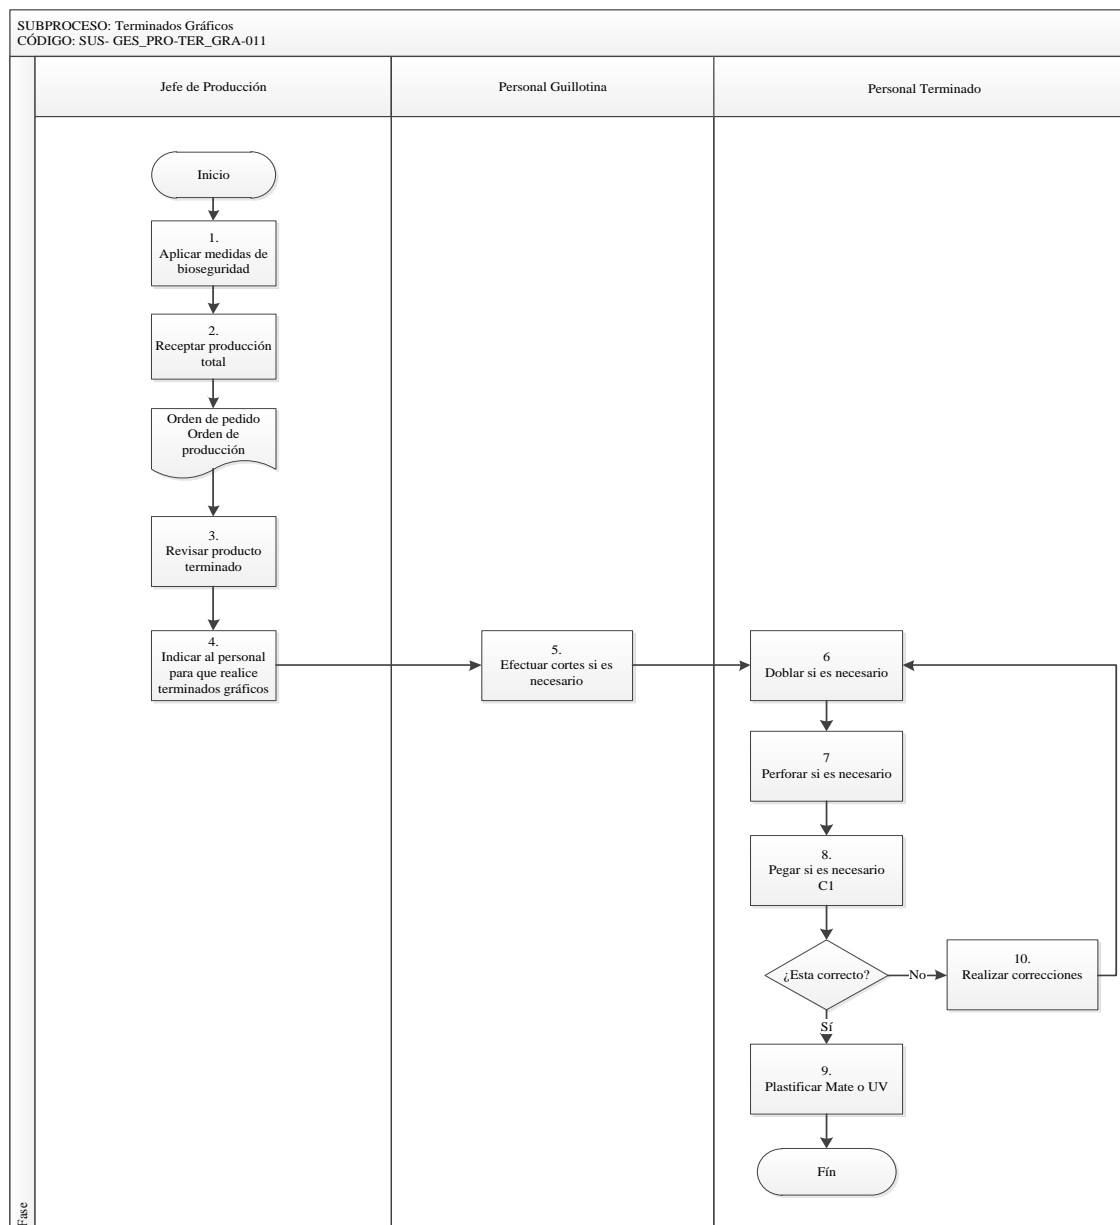 SUBPROCESO: Terminados Gráficos
CÓDIGO: SUS- GES_PRO-TER_GRA-011
Jefe de Producción
Personal Guillotina
Personal Terminado
Inicio
1.
Aplicar medidas de
bioseguridad
2.
Receptar producción
total
Orden de pedido
Orden de
producción
3.
Revisar producto
terminado
4.
Indicar al personal
para que realice
terminados gráficos
5.
Efectuar cortes si es
necesario
6
Doblar si es necesario
7
Perforar si es necesario
8.
Pegar si es necesario
C1
¿Esta correcto?
No
10.
Realizar correcciones
Sí
9.
Plastificar Mate o UV
Fín
Fase